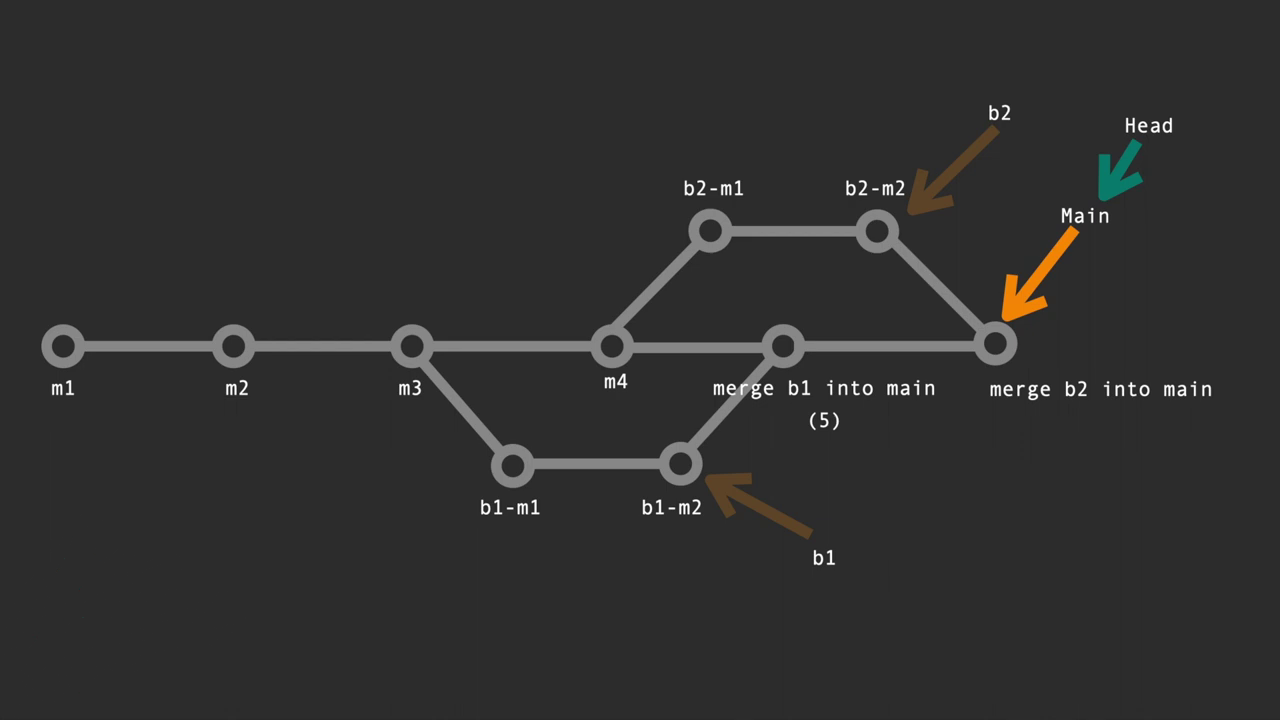 b2
Head
b2-m1
b2-m2
Main
m1
m2
m3
m4
merge b1 into main
(5)
merge b2 into main
b1-m1
b1-m2
b1